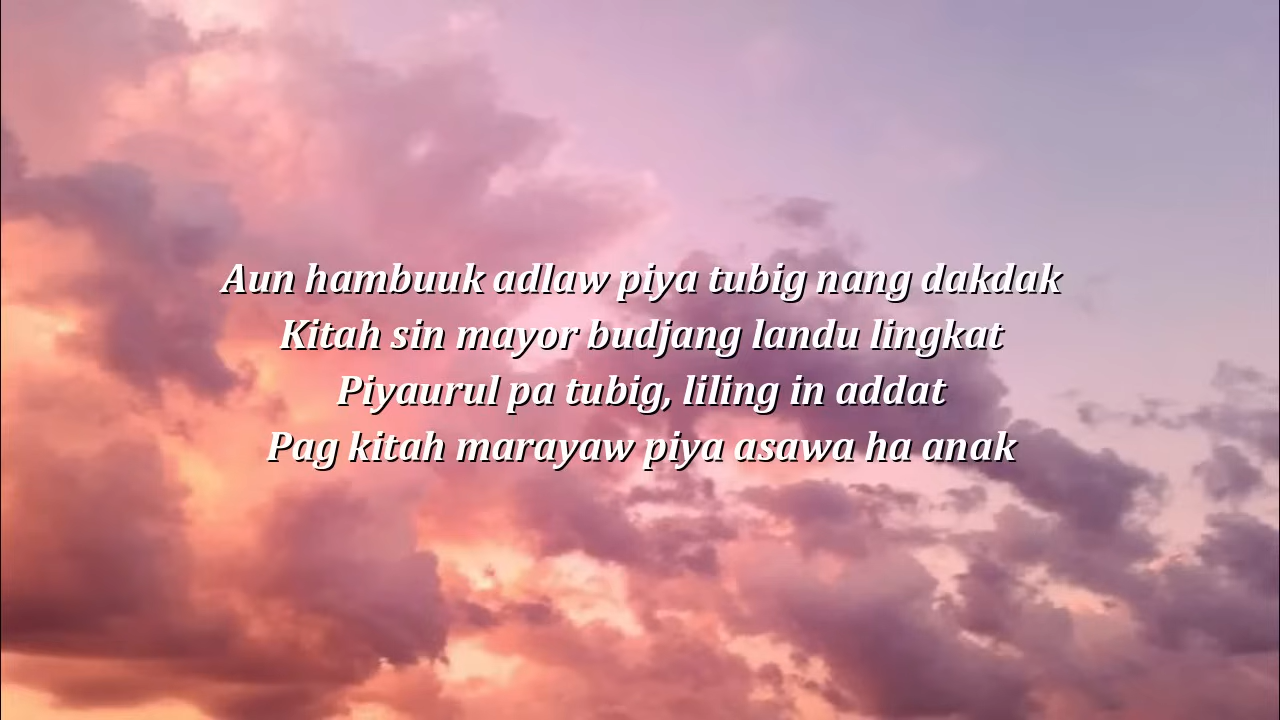 Aun hambuuk adlaw piya tubig nang dakdak
Kitah sin mayor budjang landu lingkat
Piyaurul pa tubig, liling in addat
Pag kitah marayaw piya asawa ha anak